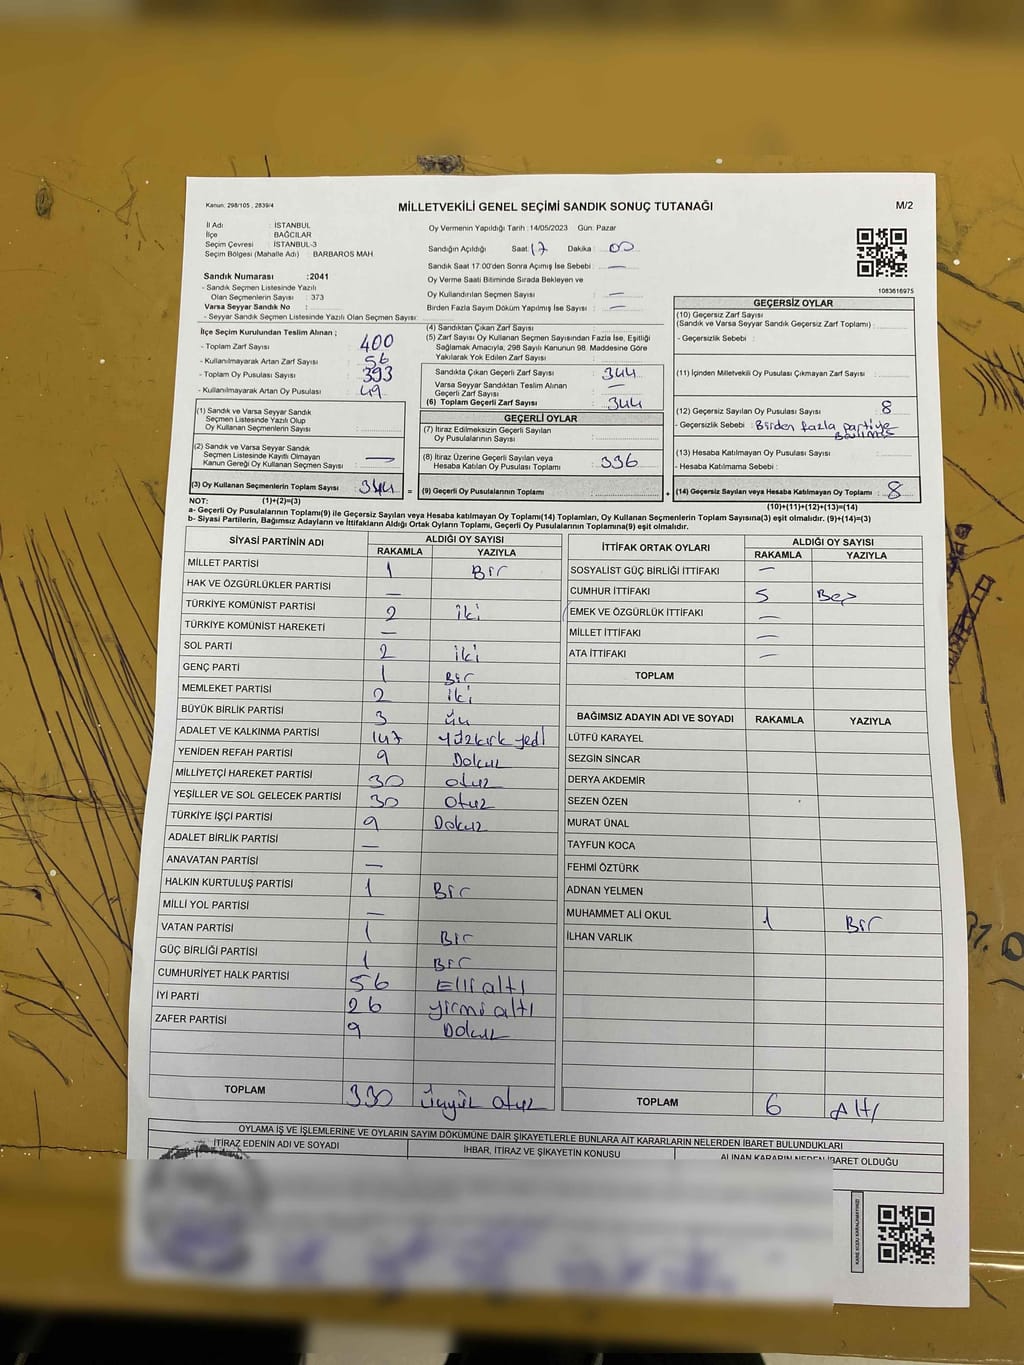 Kanun: 298/105 , 2839/4
MİLLETVEKİLİ GENEL SEÇİMİ SANDIK SONUÇ TUTANAĞI
M/2
İl Adı : İSTANBUL
İlçe : BAĞCILAR
Seçim Çevresi : İSTANBUL-3
Seçim Bölgesi (Mahalle Adı) : BARBAROS MAH.
Sandık Numarası :2041
- Sandık Seçmen Listesinde Yazılı
Olan Seçmenlerin Sayısı : 373
Varsa Seyyar Sandık No :
- Seyyar Sandık Seçmen Listesinde Yazılı Olan Seçmen Sayısı:
Oy Vermenin Yapıldığı Tarih : 14/05/2023 Gün: Pazar
Sandığın Açıldığı Saat: 17 Dakika : 00
Sandık Saat 17:00'den Sonra Açımış İse Sebebi : —
Oy Verme Saati Bitiminde Sırada Bekleyen ve
Oy Kullandırılan Seçmen Sayısı : —
Birden Fazla Sayım Döküm Yapılmış İse Sayısı : —
1083616975
İlçe Seçim Kurulundan Teslim Alınan ;
- Toplam Zarf Sayısı : 400
- Kullanılmayarak Artan Zarf Sayısı : 56
- Toplam Oy Pusulası Sayısı : 393
- Kullanılmayarak Artan Oy Pusulası : 49
(1) Sandık ve Varsa Seyyar Sandık
Seçmen Listesinde Yazılı Olup
Oy Kullanan Seçmenlerin Sayısı :
(2) Sandık ve Varsa Seyyar Sandık
Seçmen Listesinde Kayıtlı Olmayan
Kanun Gereği Oy Kullanan Seçmen Sayısı : —
(3) Oy Kullanan Seçmenlerin Toplam Sayısı : 344 =
(4) Sandıktan Çıkan Zarf Sayısı :
(5) Zarf Sayısı Oy Kullanan Seçmen Sayısından Fazla İse, Eşitliği
Sağlamak Amacıyla, 298 Sayılı Kanunun 98. Maddesine Göre
Yakılarak Yok Edilen Zarf Sayısı :
Sandıkta Çıkan Geçerli Zarf Sayısı : 344
Varsa Seyyar Sandıktan Teslim Alınan
Geçerli Zarf Sayısı : —
(6) Toplam Geçerli Zarf Sayısı : 344
GEÇERLİ OYLAR
(7) İtiraz Edilmeksizin Geçerli Sayılan
Oy Pusulalarının Sayısı :
(8) İtiraz Üzerine Geçerli Sayılan veya
Hesaba Katılan Oy Pusulası Toplamı : 336
(9) Geçerli Oy Pusulalarının Toplamı : +
GEÇERSİZ OYLAR
(10) Geçersiz Zarf Sayısı
(Sandık ve Varsa Seyyar Sandık Geçersiz Zarf Toplamı) :
- Geçersizlik Sebebi :
(11) İçinden Milletvekili Oy Pusulası Çıkmayan Zarf Sayısı :
(12) Geçersiz Sayılan Oy Pusulası Sayısı : 8
- Geçersizlik Sebebi : Birden fazla partiye
(13) Hesaba Katılmayan Oy Pusulası Sayısı :
- Hesaba Katılmama Sebebi :
(14) Geçersiz Sayılan veya Hesaba Katılmayan Oy Toplamı : 8
NOT: (1)+(2)=(3)
(10)+(11)+(12)+(13)=(14)
a- Geçerli Oy Pusulaları Toplamı(9) ile Geçersiz Sayılan veya Hesaba Katılmayan Oy Toplamı(14) Toplamları, Oy Kullanan Seçmenlerin Toplam Sayısına(3) eşit olmalıdır. (9)+(14)=(3)
b- Siyasi Partilerin, Bağımsız Adayların ve İttifakların Aldığı Ortak Oyların Toplamı, Geçerli Oy Pusulalarının Toplamına(9) eşit olmalıdır.
SİYASİ PARTİNİN ADI ALDIĞI OY SAYISI
RAKAMLA YAZIYLA
MİLLET PARTİSİ 1 Bir
HAK VE ÖZGÜRLÜKLER PARTİSİ —
TÜRKİYE KOMÜNİST PARTİSİ 2 iki
TÜRKİYE KOMÜNİST HAREKETİ —
SOL PARTİ 2 iki
GENÇ PARTİ 1 Bir
MEMLEKET PARTİSİ 2 iki
BÜYÜK BİRLİK PARTİSİ 3 üç
ADALET VE KALKINMA PARTİSİ 147 yüzkırk yedi
YENİDEN REFAH PARTİSİ 9 Dokuz
MİLLİYETÇİ HAREKET PARTİSİ 30 otuz
YEŞİLLER VE SOL GELECEK PARTİSİ 30 otuz
TÜRKİYE İŞÇİ PARTİSİ 9 Dokuz
ADALET BİRLİK PARTİSİ —
ANAVATAN PARTİSİ —
HALKIN KURTULUŞ PARTİSİ 1 Bir
MİLLİ YOL PARTİSİ —
VATAN PARTİSİ 1 Bir
GÜÇ BİRLİĞİ PARTİSİ 1 Bir
CUMHURİYET HALK PARTİSİ 56 Elli altı
İYİ PARTİ 26 yirmi altı
ZAFER PARTİSİ 9 Dokuz
TOPLAM 330 üçyüz otuz
İTTİFAK ORTAK OYLARI ALDIĞI OY SAYISI
RAKAMLA YAZIYLA
SOSYALİST GÜÇ BİRLİĞİ İTTİFAKI —
CUMHUR İTTİFAKI 5 Beş
EMEK VE ÖZGÜRLÜK İTTİFAKI —
MİLLET İTTİFAKI —
ATA İTTİFAKI —
TOPLAM
BAĞIMSIZ ADAYIN ADI VE SOYADI RAKAMLA YAZIYLA
LÜTFÜ KARAYEL
SEZGİN SİNCAR
DERYA AKDEMİR
SEZEN ÖZEN
MURAT ÜNAL
TAYFUN KOCA
FEHMİ ÖZTÜRK
ADNAN YELMEN
MUHAMMET ALİ OKUL 1 Bir
İLHAN VARLIK
TOPLAM 6 Altı
OYLAMA İŞ VE İŞLEMLERİNE VE OYLARIN SAYIM DÖKÜMÜNE DAİR ŞİKAYETLERLE BUNLARA AİT KARARLARIN NELERDEN İBARET BULUNDUKLARI
İTİRAZ EDENİN ADI VE SOYADI İHBAR, İTİRAZ VE ŞİKAYETİN KONUSU ALINAN KARARIN NEDEN İBARET OLDUĞU